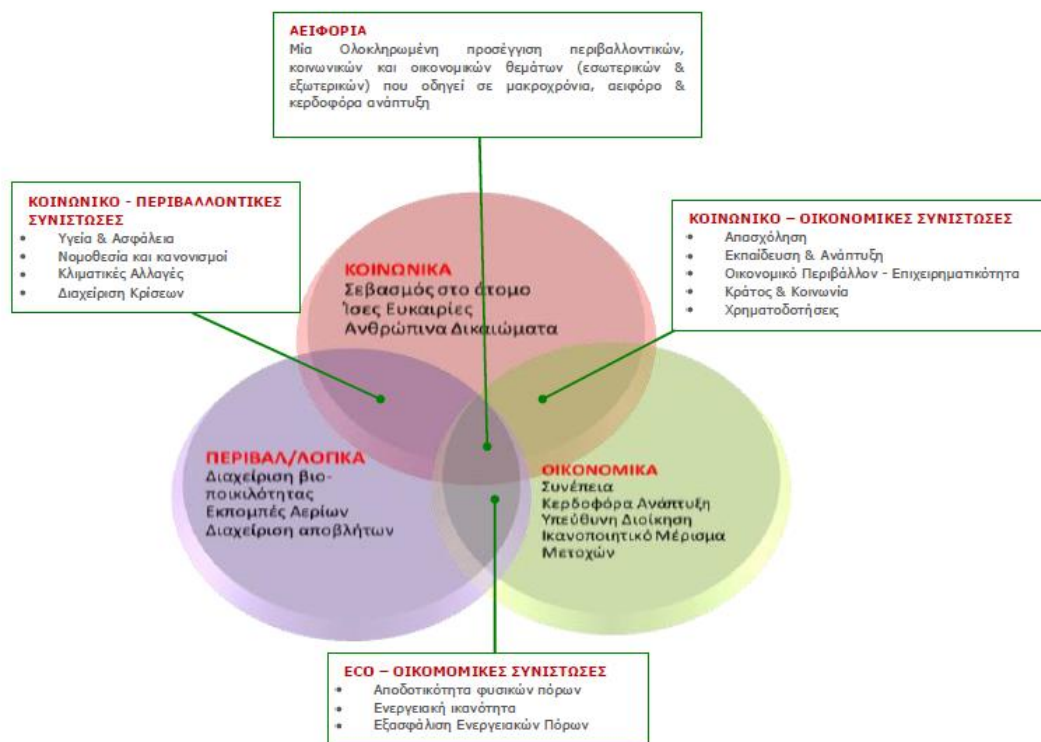 ΑΕΙΦΟΡΙΑ
Μία Ολοκληρωμένη προσέγγιση περιβαλλοντικών,
κοινωνικών και οικονομικών θεμάτων (εσωτερικών &
εξωτερικών) που οδηγεί σε μακροχρόνια, αειφόρο &
κερδοφόρα ανάπτυξη
ΚΟΙΝΩΝΙΚΟ - ΠΕΡΙΒΑΛΛΟΝΤΙΚΕΣ
ΣΥΝΙΣΤΩΣΕΣ
• Υγεία & Ασφάλεια
• Νομοθεσία και κανονισμοί
• Κλιματικές Αλλαγές
• Διαχείριση Κρίσεων
ΚΟΙΝΩΝΙΚΟ – ΟΙΚΟΝΟΜΙΚΕΣ ΣΥΝΙΣΤΩΣΕΣ
• Απασχόληση
• Εκπαίδευση & Ανάπτυξη
• Οικονομικό Περιβάλλον - Επιχειρηματικότητα
• Κράτος & Κοινωνία
• Χρηματοδοτήσεις
ΚΟΙΝΩΝΙΚΑ
Σεβασμός στο άτομο
Ίσες Ευκαιρίες
Ανθρώπινα Δικαιώματα
ΠΕΡΙΒΑΛ/ΛΟΓΙΚΑ
Διαχείριση βιο-
ποικιλότητας
Εκπομπές Αερίων
Διαχείριση αποβλήτων
ΟΙΚΟΝΟΜΙΚΑ
Συνέπεια
Κερδοφόρα Ανάπτυξη
Υπεύθυνη Διοίκηση
Ικανοποιητικό Μέρισμα
Μετοχών
ECO – ΟΙΚΟΜΟΜΙΚΕΣ ΣΥΝΙΣΤΩΣΕΣ
• Αποδοτικότητα φυσικών πόρων
• Ενεργειακή ικανότητα
• Εξασφάλιση Ενεργειακών Πόρων